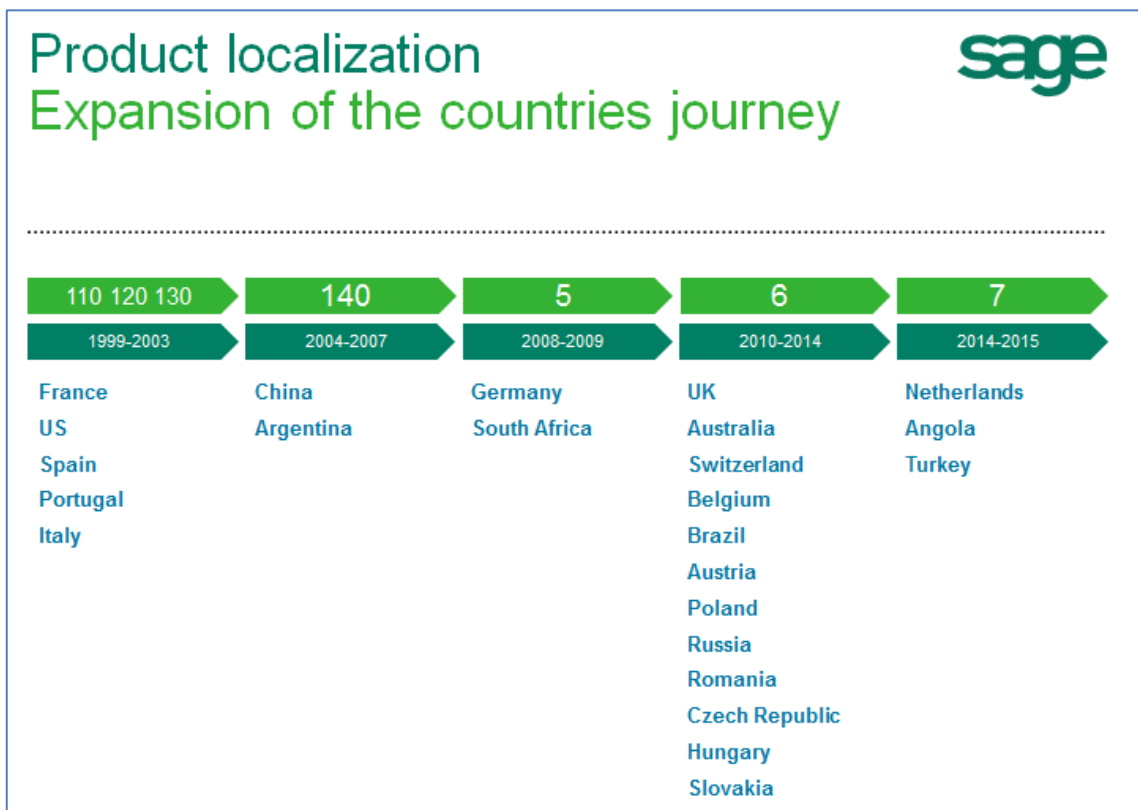 Product localization
Expansion of the countries journey
sage
110 120 130
140
5
6
7
1999-2003
2004-2007
2008-2009
2010-2014
2014-2015
France
US
Spain
Portugal
Italy
China
Argentina
Germany
South Africa
UK
Australia
Switzerland
Belgium
Brazil
Austria
Poland
Russia
Romania
Czech Republic
Hungary
Slovakia
Netherlands
Angola
Turkey